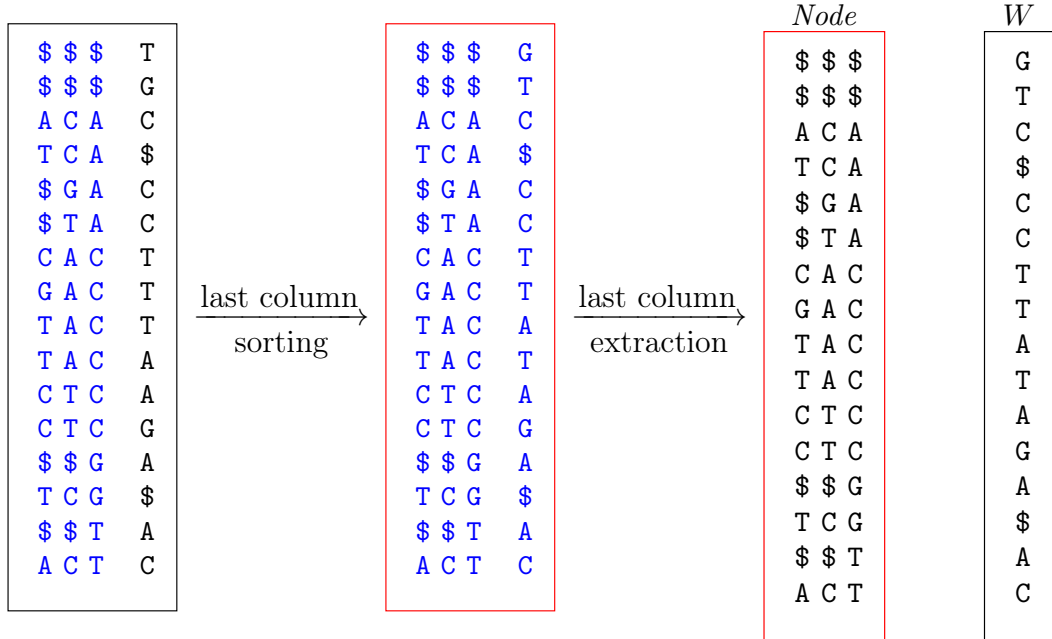 Node W
$ $ $ T
$ $ $ G
A C A C
T C A $
$ G A C
$ T A C
C A C T
G A C T
T A C T
T A C A
C T C A
C T C G
$ $ G A
T C G $
$ $ T A
A C T C
last column
sorting
$ $ $ G
$ $ $ T
A C A C
T C A $
$ G A C
$ T A C
C A C T
G A C T
T A C A
T A C T
C T C A
C T C G
$ $ G A
T C G $
$ $ T A
A C T C
last column
extraction
$ $ $ G
$ $ $ T
A C A C
T C A $
$ G A C
$ T A C
C A C T
G A C T
T A C A
T A C T
C T C A
C T C G
$ $ G A
T C G $
$ $ T A
A C T C